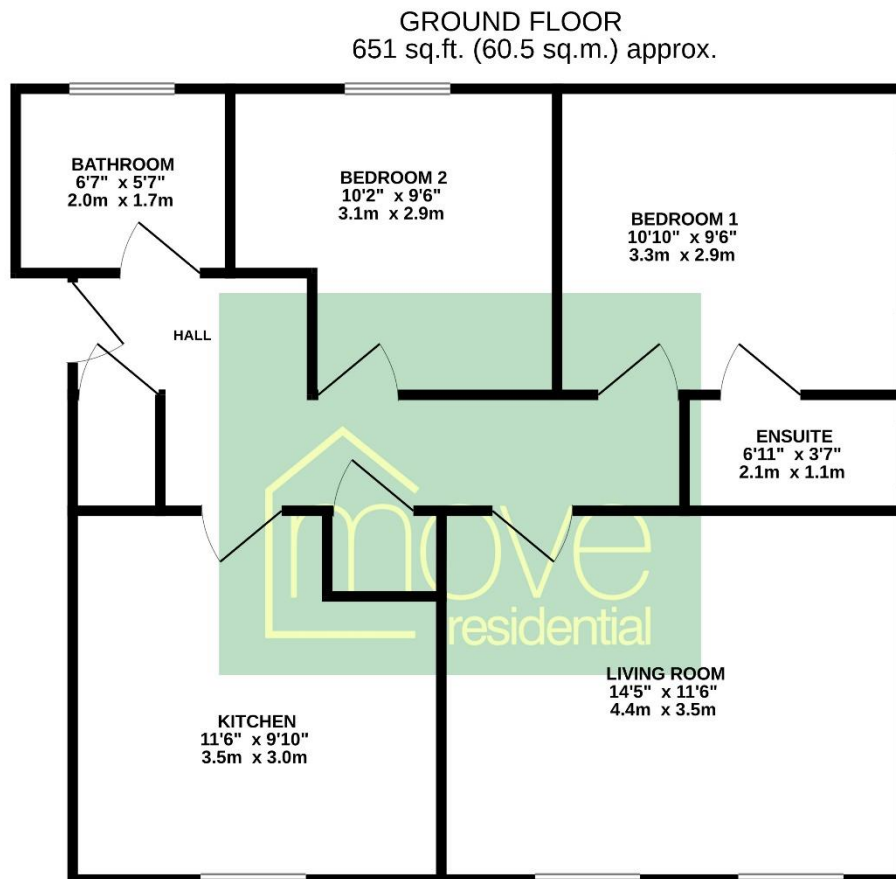 GROUND FLOOR
651 sq.ft. (60.5 sq.m.) approx.
BATHROOM
6'7" x 5'7"
2.0m x 1.7m
BEDROOM 2
10'2" x 9'6"
3.1m x 2.9m
BEDROOM 1
10'10" x 9'6"
3.3m x 2.9m
HALL
ENSUITE
6'11" x 3'7"
2.1m x 1.1m
move
residential
LIVING ROOM
14'5" x 11'6"
4.4m x 3.5m
KITCHEN
11'6" x 9'10"
3.5m x 3.0m